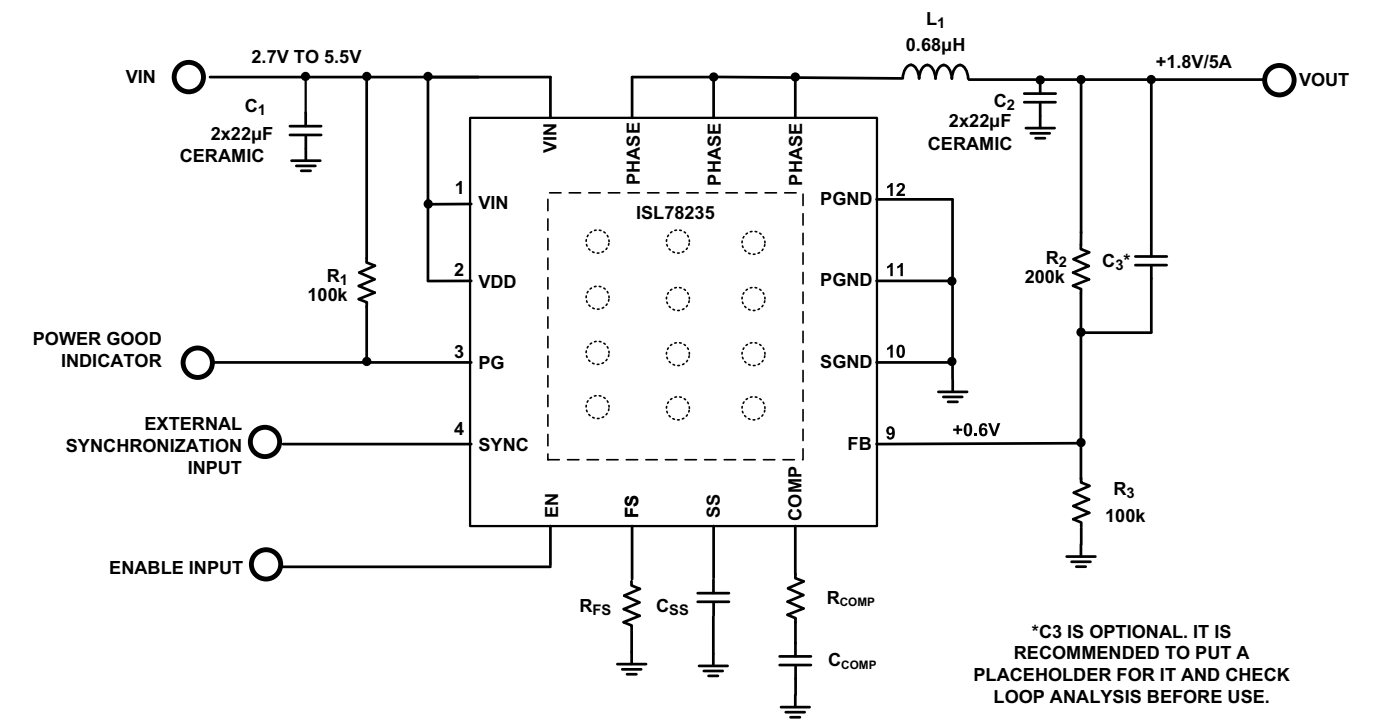 L1
0.68µH
VIN
2.7V TO 5.5V
+1.8V/5A
VOUT
C1
2x22µF
CERAMIC
C2
2x22µF
CERAMIC
VIN
PHASE
PHASE
PHASE
1
VIN
PGND
12
ISL78235
R1
100k
2
VDD
PGND
11
R2
200k
C3*
POWER GOOD
INDICATOR
3
PG
SGND
10
EXTERNAL
SYNCHRONIZATION
INPUT
4
SYNC
FB
9
+0.6V
EN
FS
SS
COMP
R3
100k
ENABLE INPUT
RFS
CSS
RCOMP
CCOMP
*C3 IS OPTIONAL. IT IS
RECOMMENDED TO PUT A
PLACEHOLDER FOR IT AND CHECK
LOOP ANALYSIS BEFORE USE.